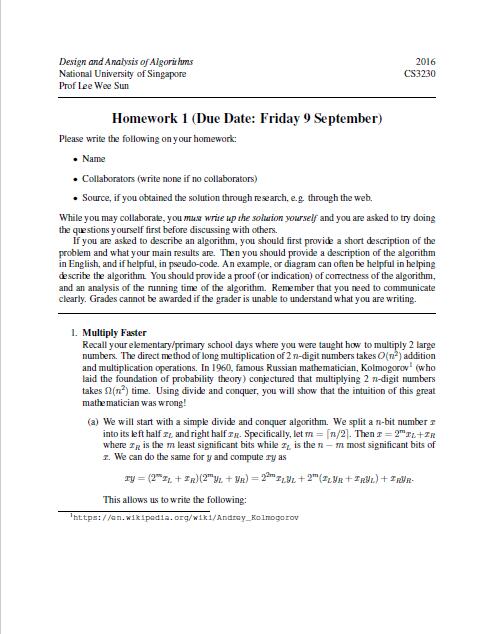 Design and Analysis of Algorithms 2016
National University of Singapore CS3230
Prof Lee Wee Sun
Homework 1 (Due Date: Friday 9 September)
Please write the following on your homework:
• Name
• Collaborators (write none if no collaborators)
• Source, if you obtained the solution through research, e.g. through the web.
While you may collaborate, you must write up the solution yourself and you are asked to try doing
the questions yourself first before discussing with others.
If you are asked to describe an algorithm, you should first provide a short description of the
problem and what your main results are. Then you should provide a description of the algorithm
in English, and if helpful, in pseudo-code. An example, or diagram can often be helpful in helping
describe the algorithm. You should provide a proof (or indication) of correctness of the algorithm,
and an analysis of the running time of the algorithm. Remember that you need to communicate
clearly. Grades cannot be awarded if the grader is unable to understand what you are writing.
1. Multiply Faster
Recall your elementary/primary school days where you were taught how to multiply 2 large
numbers. The direct method of long multiplication of 2 n-digit numbers takes O(n²) addition
and multiplication operations. In 1960, famous Russian mathematician, Kolmogorov¹ (who
laid the foundation of probability theory) conjectured that multiplying 2 n-digit numbers
takes Ω(n²) time. Using divide and conquer, you will show that the intuition of this great
mathematician was wrong!
(a) We will start with a simple divide and conquer algorithm. We split a n-bit number x
into its left half x_L and right half x_R. Specifically, let m = ⌈n/2⌉. Then x = 2^m x_L + x_R
where x_R is the m least significant bits while x_L is the n − m most significant bits of
x. We can do the same for y and compute xy as
xy = (2^m x_L + x_R)(2^m y_L + y_R) = 2^{2m} x_L y_L + 2^m (x_L y_R + x_R y_L) + x_R y_R.
This allows us to write the following:
¹https://en.wikipedia.org/wiki/Andrey_Kolmogorov